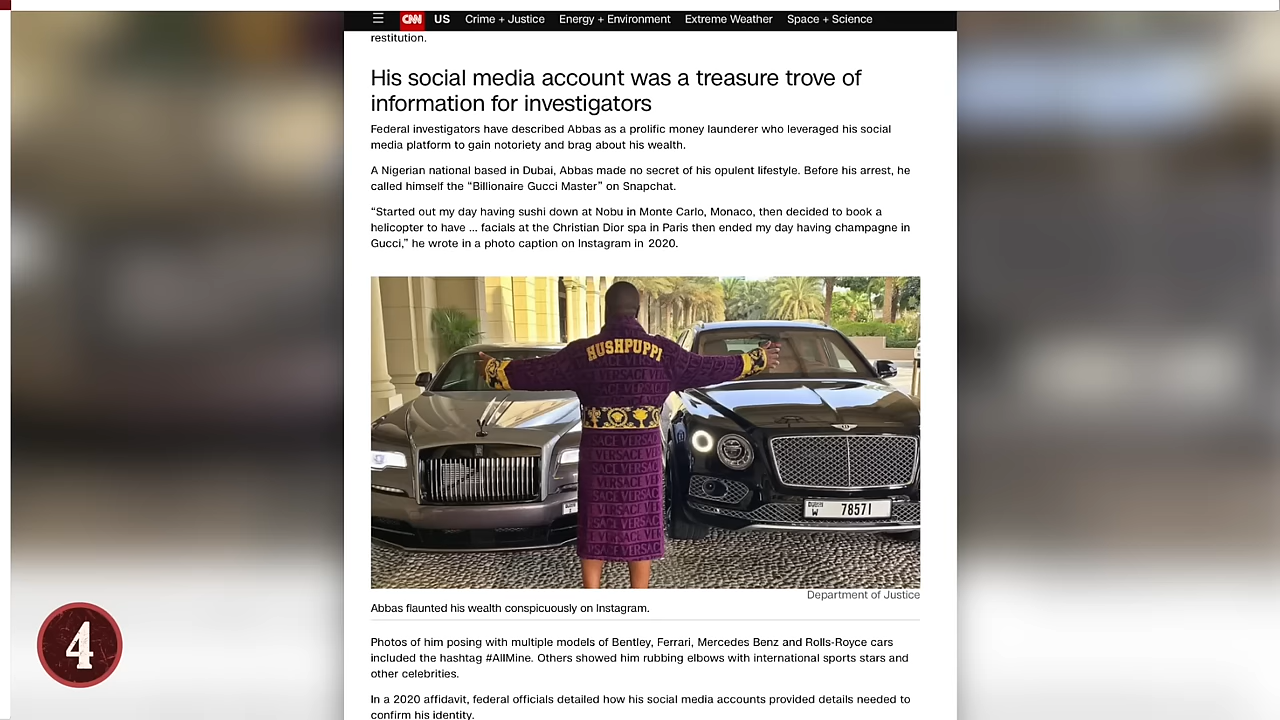 CNN US Crime + Justice Energy + Environment Extreme Weather Space + Science
restitution.
His social media account was a treasure trove of
information for investigators
Federal investigators have described Abbas as a prolific money launderer who leveraged his social
media platform to gain notoriety and brag about his wealth.
A Nigerian national based in Dubai, Abbas made no secret of his opulent lifestyle. Before his arrest, he
called himself the “Billionaire Gucci Master” on Snapchat.
“Started out my day having sushi down at Nobu in Monte Carlo, Monaco, then decided to book a
helicopter to have ... facials at the Christian Dior spa in Paris then ended my day having champagne in
Gucci,” he wrote in a photo caption on Instagram in 2020.
HUSHPUPPI
VERSACE
W 78571
Department of Justice
Abbas flaunted his wealth conspicuously on Instagram.
Photos of him posing with multiple models of Bentley, Ferrari, Mercedes Benz and Rolls-Royce cars
included the hashtag #AllMine. Others showed him rubbing elbows with international sports stars and
other celebrities.
In a 2020 affidavit, federal officials detailed how his social media accounts provided details needed to
confirm his identity.
4